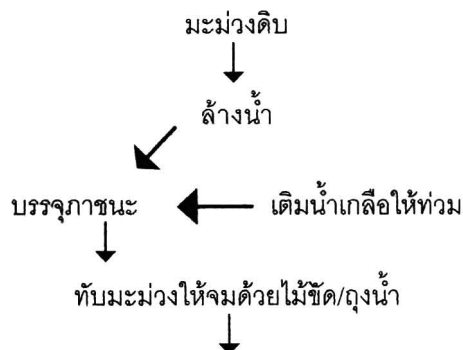 มะม่วงดิบ
ล้างน้ำ
บรรจุภาชนะ
เติมน้ำเกลือให้ท่วม
ทับมะม่วงให้จมด้วยไม้ขัด/ถุงน้ำ